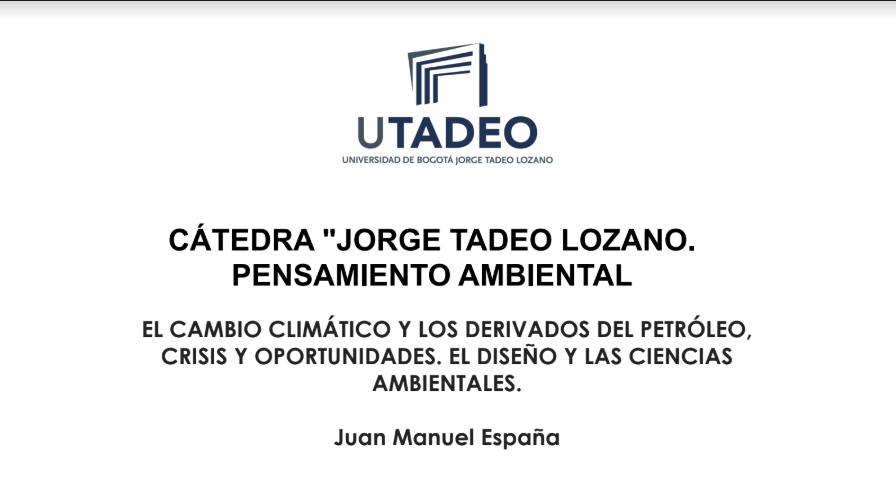 UTADEO
UNIVERSIDAD DE BOGOTÁ JORGE TADEO LOZANO
CÁTEDRA "JORGE TADEO LOZANO.
PENSAMIENTO AMBIENTAL
EL CAMBIO CLIMÁTICO Y LOS DERIVADOS DEL PETRÓLEO,
CRISIS Y OPORTUNIDADES. EL DISEÑO Y LAS CIENCIAS
AMBIENTALES.
Juan Manuel España